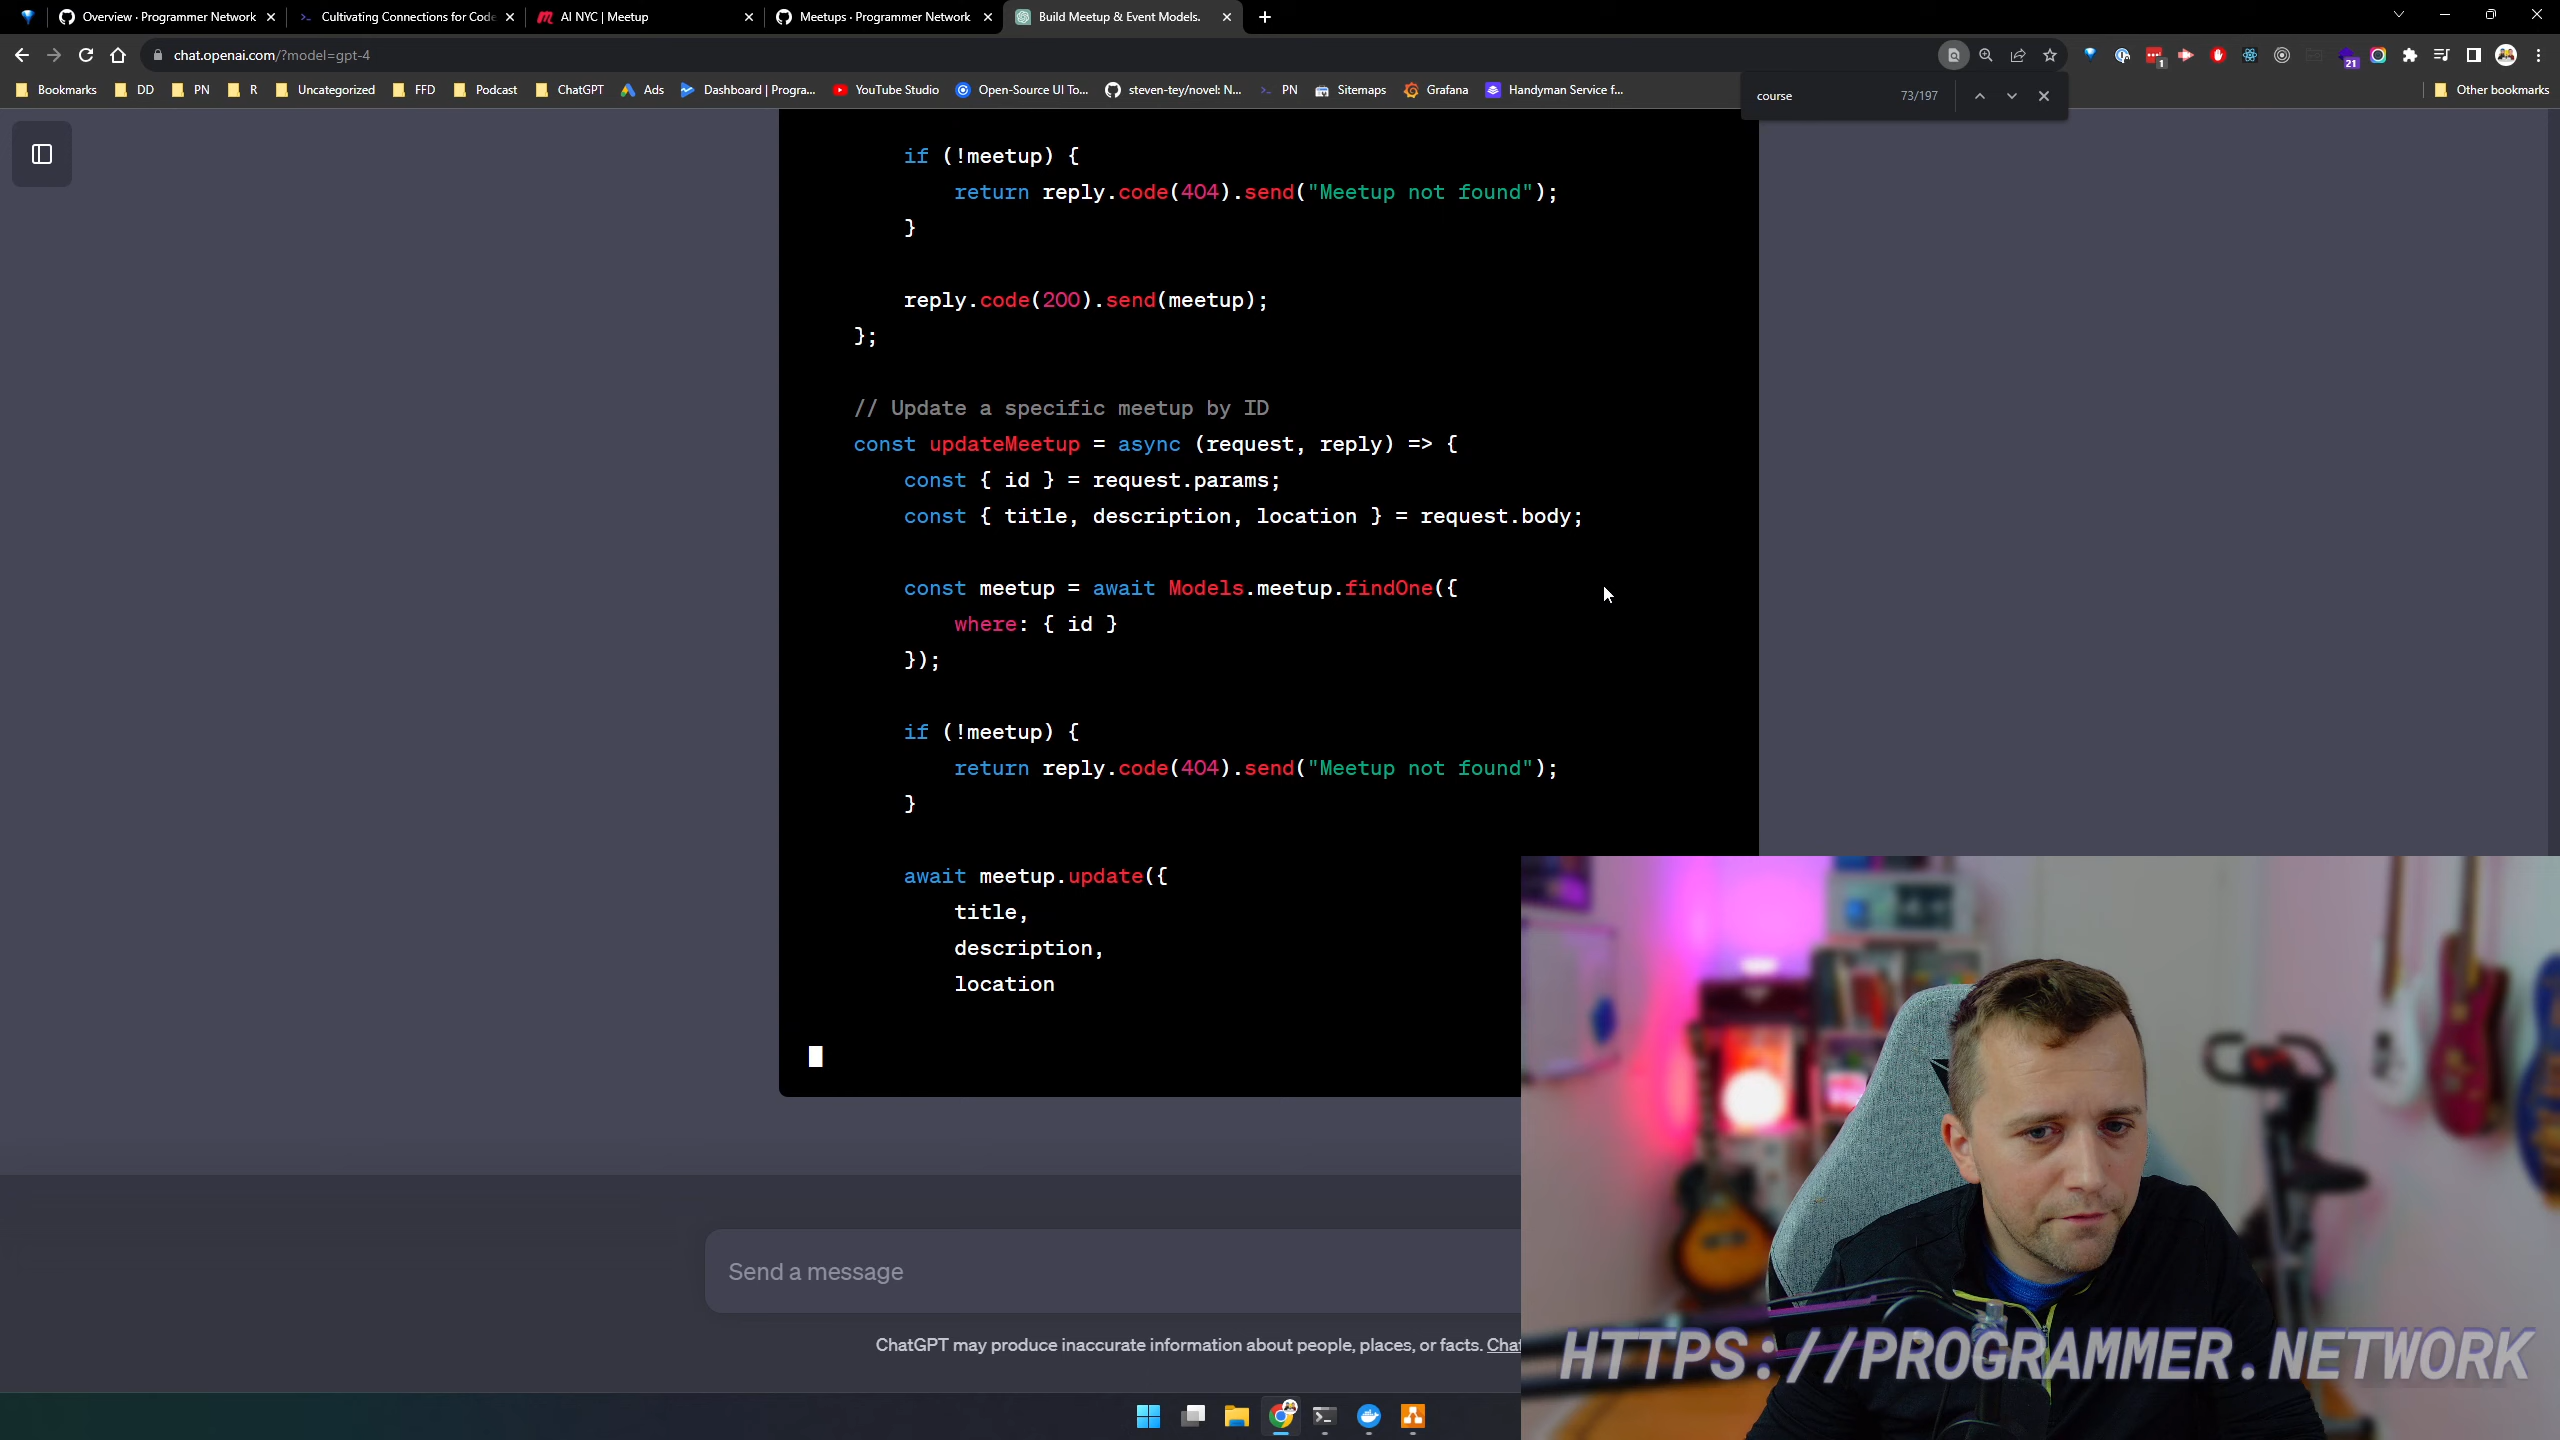 Overview · Programmer Network
Cultivating Connections for Code
AI NYC | Meetup
Meetups · Programmer Network
Build Meetup & Event Models.
chat.openai.com/?model=gpt-4
1
21
Bookmarks
DD
PN
R
Uncategorized
FFD
Podcast
ChatGPT
Ads
Dashboard | Progra...
YouTube Studio
Open-Source UI To...
steven-tey/novel: N...
PN
Sitemaps
Grafana
Handyman Service f...
Other bookmarks
course
73/197
if (!meetup) {
return reply.code(404).send("Meetup not found");
}
reply.code(200).send(meetup);
};
// Update a specific meetup by ID
const updateMeetup = async (request, reply) => {
const { id } = request.params;
const { title, description, location } = request.body;
const meetup = await Models.meetup.findOne({
where: { id }
});
if (!meetup) {
return reply.code(404).send("Meetup not found");
}
await meetup.update({
title,
description,
location
Send a message
ChatGPT may produce inaccurate information about people, places, or facts. Chat
HTTPS://PROGRAMMER.NETWORK